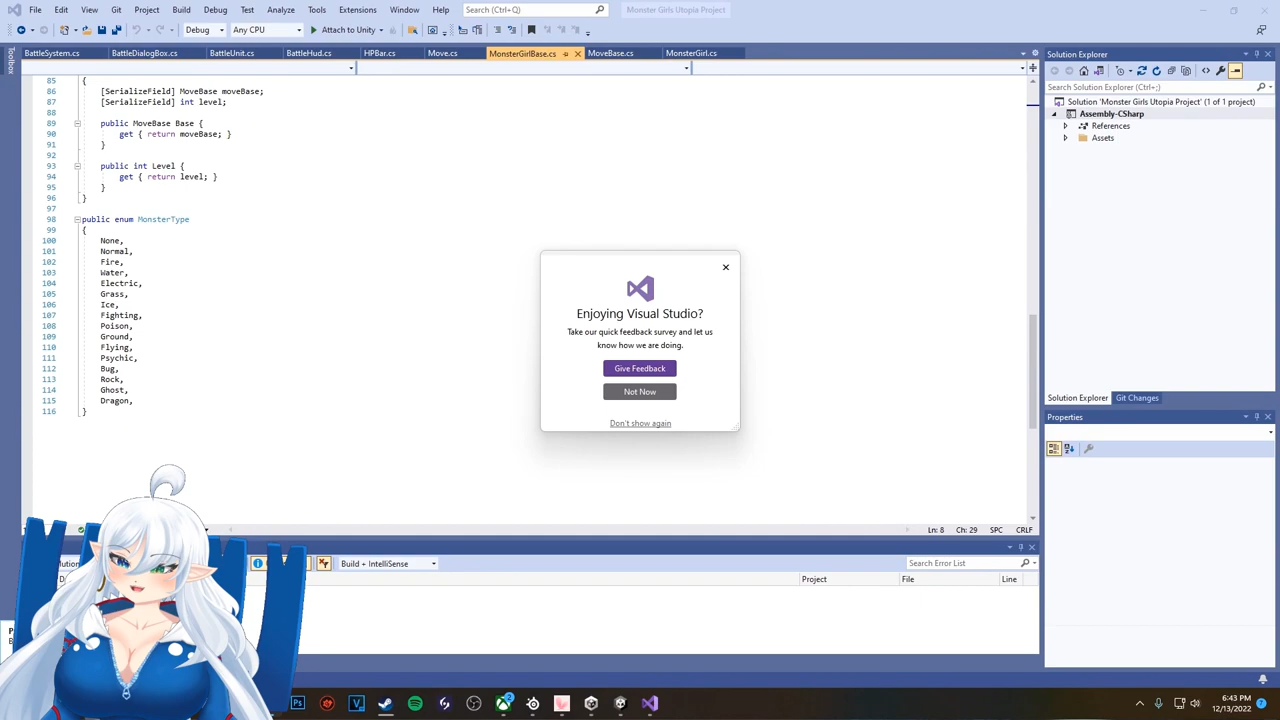 File Edit View Git Project Build Debug Test Analyze Tools Extensions Window Help Search (Ctrl+Q) Monster Girls Utopia Project
Debug Any CPU Attach to Unity
Toolbox
BattleSystem.cs BattleDialogBox.cs BattleUnit.cs BattleHud.cs HPBar.cs Move.cs MonsterGirlBase.cs MoveBase.cs MonsterGirl.cs
85 {
86 [SerializeField] MoveBase moveBase;
87 [SerializeField] int level;
88
89 public MoveBase Base {
90 get { return moveBase; }
91 }
92
93 public int Level {
94 get { return level; }
95 }
96 }
97
98 public enum MonsterType
99 {
100 None,
101 Normal,
102 Fire,
103 Water,
104 Electric,
105 Grass,
106 Ice,
107 Fighting,
108 Poison,
109 Ground,
110 Flying,
111 Psychic,
112 Bug,
113 Rock,
114 Ghost,
115 Dragon,
116 }
Enjoying Visual Studio?
Take our quick feedback survey and let us
know how we are doing.
Give Feedback
Not Now
Don't show again
Solution Explorer
Search Solution Explorer (Ctrl+;)
Solution 'Monster Girls Utopia Project' (1 of 1 project)
Assembly-CSharp
References
Assets
Solution Explorer Git Changes
Properties
Ln: 8 Ch: 29 SPC CRLF
Build + IntelliSense Search Error List
Project File Line
2
6:43 PM
12/13/2022